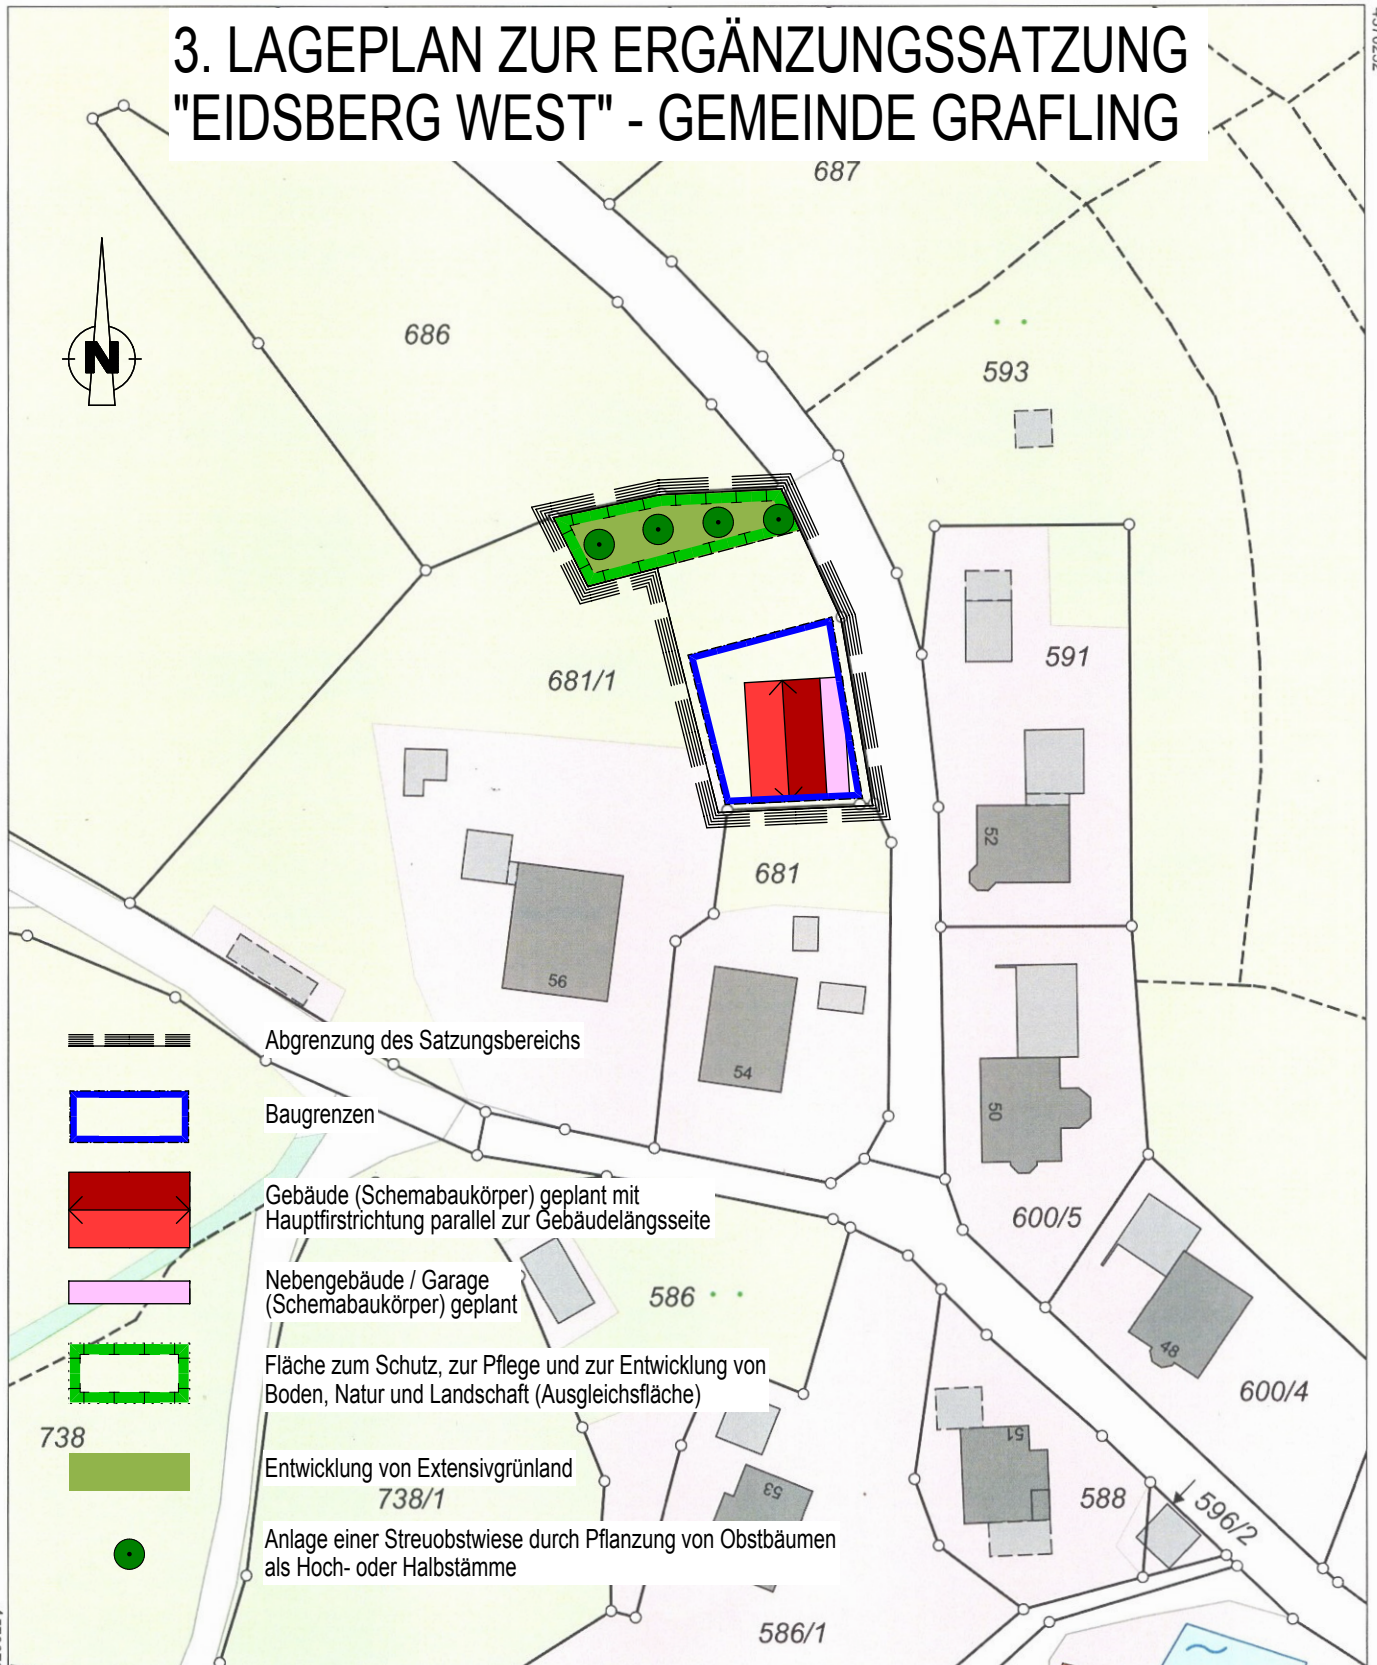 3. LAGEPLAN ZUR ERGÄNZUNGSSATZUNG
"EIDSBERG WEST" - GEMEINDE GRAFLING
687
686
N
593
591
681/1
52
681
56
54
50
Abgrenzung des Satzungsbereichs
Baugrenzen
Gebäude (Schemabaukörper) geplant mit
Hauptfirstrichtung parallel zur Gebäudelängsseite
600/5
Nebengebäude / Garage
(Schemabaukörper) geplant
586
48
Fläche zum Schutz, zur Pflege und zur Entwicklung von
Boden, Natur und Landschaft (Ausgleichsfläche)
600/4
738
51
Entwicklung von Extensivgrünland
738/1
53
588
596/2
Anlage einer Streuobstwiese durch Pflanzung von Obstbäumen
als Hoch- oder Halbstämme
586/1